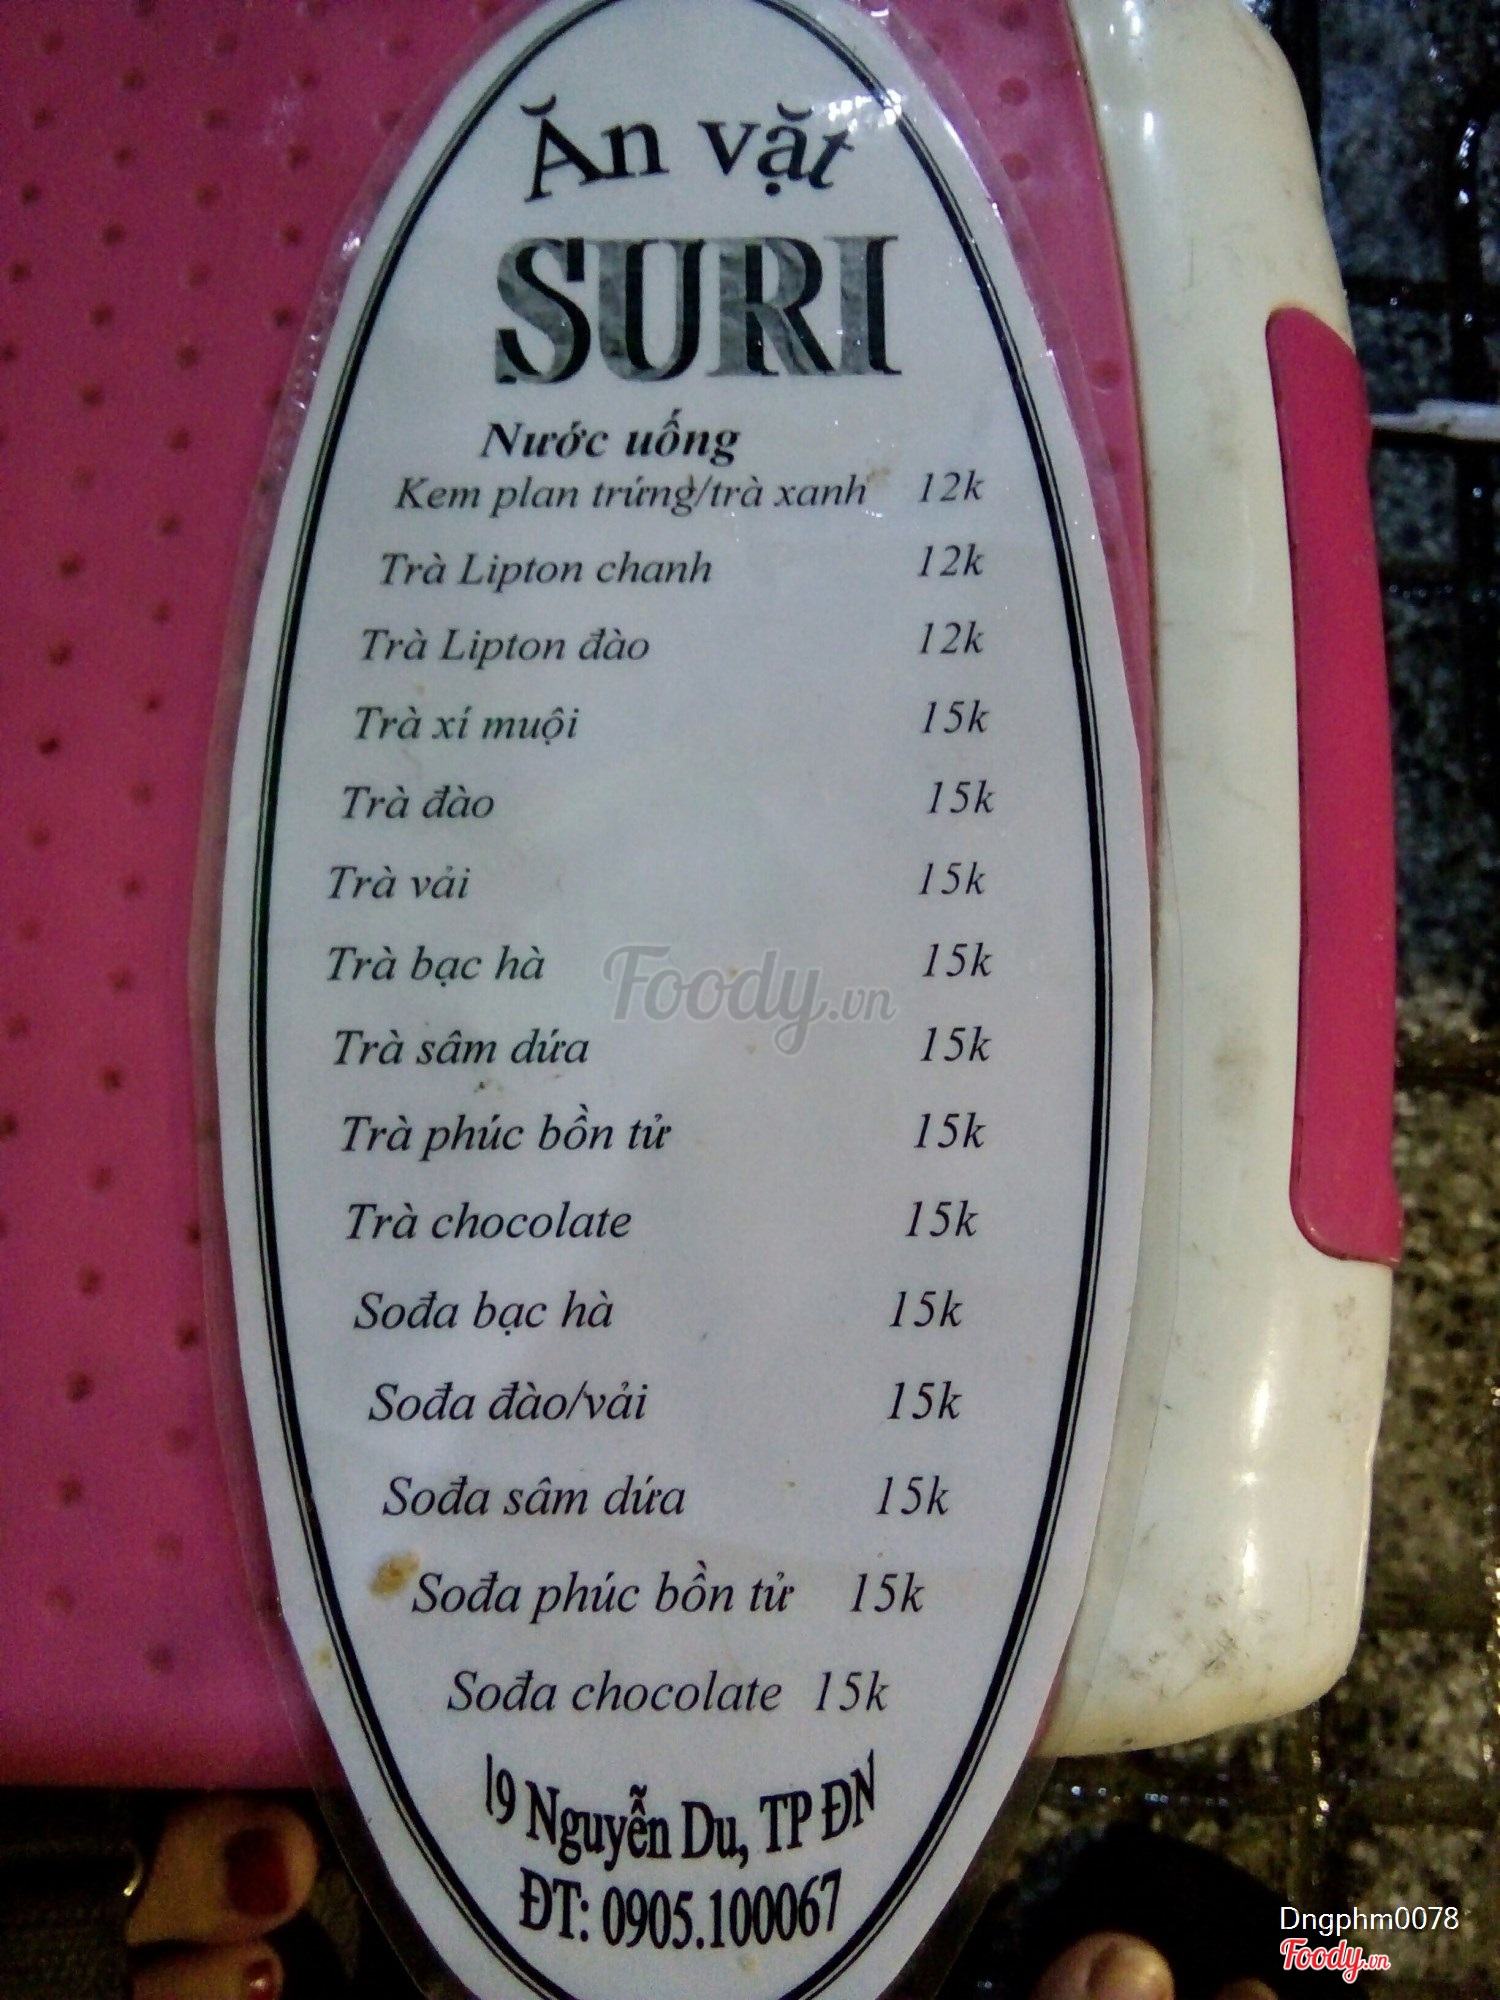 Ăn vặt
SURI
Nước uống
Kem plan trứng/trà xanh 12k
Trà Lipton chanh 12k
Trà Lipton đào 12k
Trà xí muội 15k
Trà đào 15k
Trà vải 15k
Trà bạc hà 15k
Trà sâm dứa 15k
Trà phúc bồn tử 15k
Trà chocolate 15k
Sođa bạc hà 15k
Sođa đào/vải 15k
Sođa sâm dứa 15k
Sođa phúc bồn tử 15k
Sođa chocolate 15k
19 Nguyễn Du, TP ĐN
ĐT: 0905.100067
Foody.vn
Dngphm0078
Foody.vn